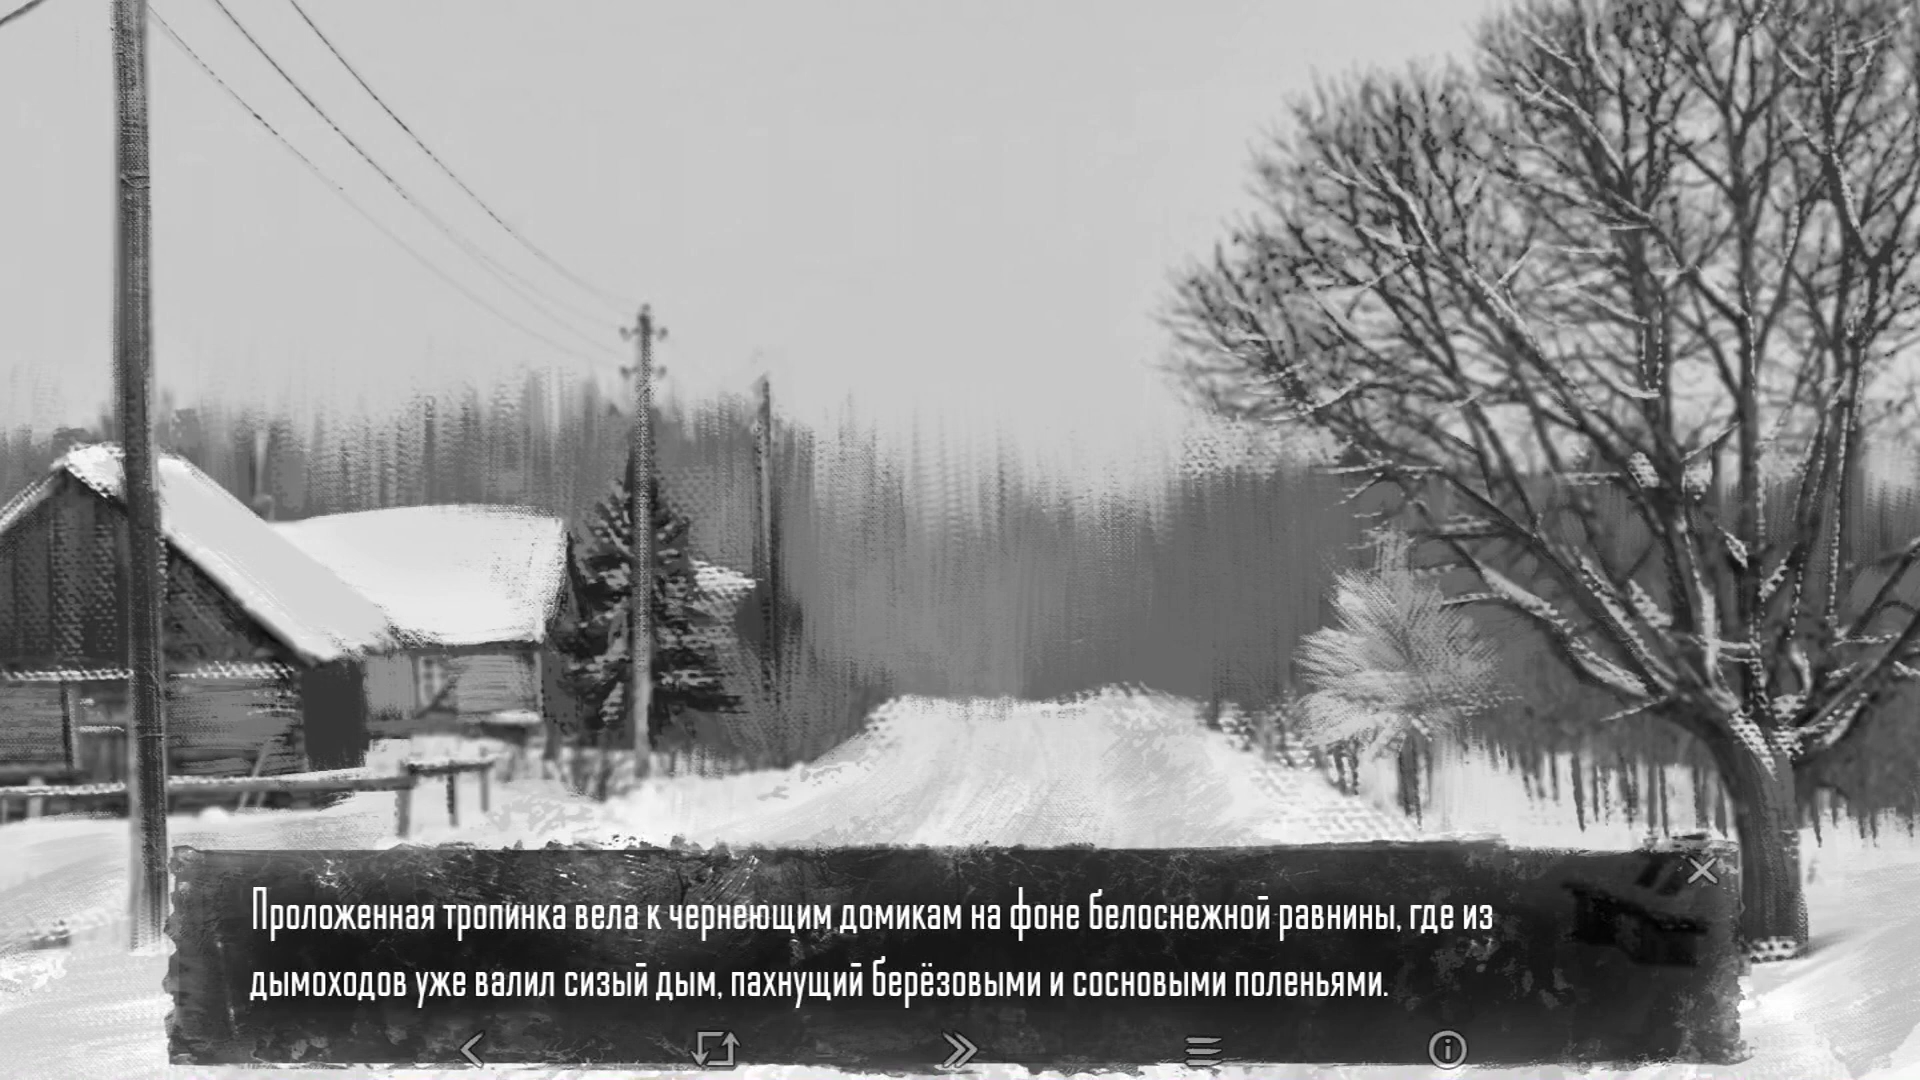 Проложенная тропинка вела к чернеющим домикам на фоне белоснежной равнины, где из
дымоходов уже валил сизый дым, пахнущий берёзовыми и сосновыми поленьями.